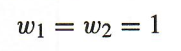 w₁ = w₂ = 1